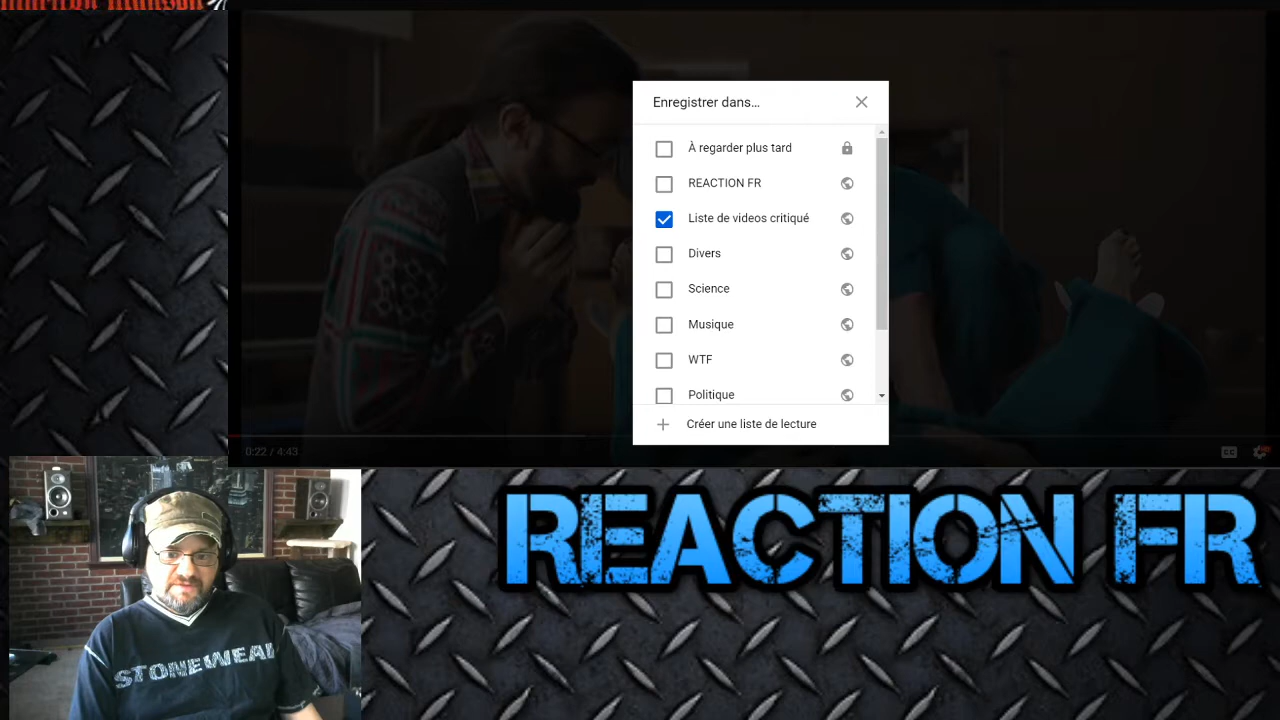 Enregistrer dans...
À regarder plus tard
REACTION FR
Liste de videos critiqué
Divers
Science
Musique
WTF
Politique
Créer une liste de lecture
0:22 / 4:43
CC
STONEWEAR
REACTION FR